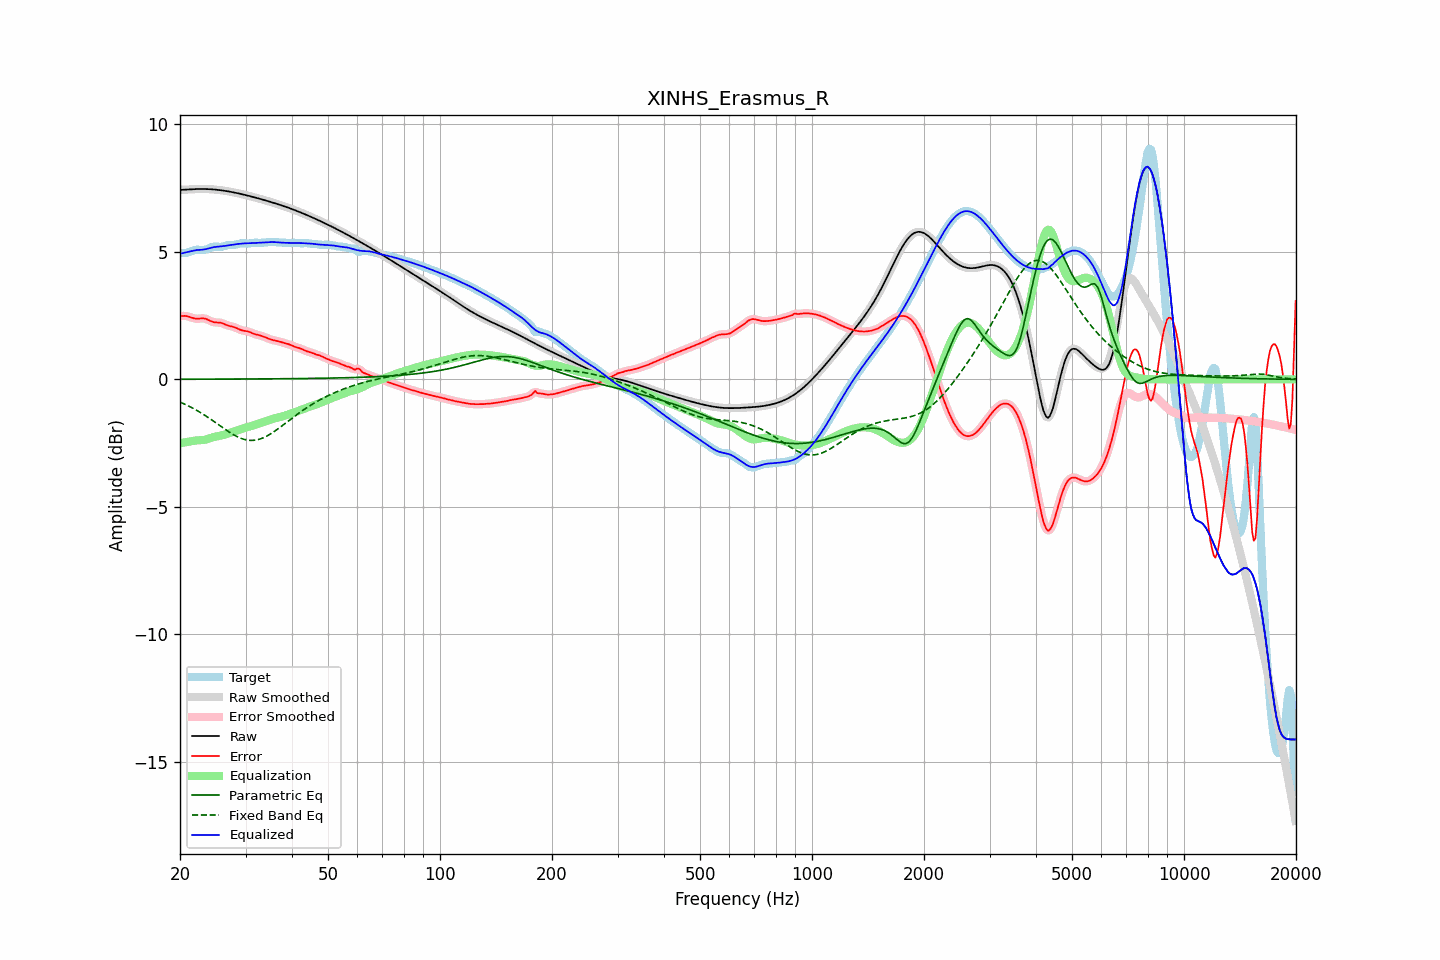 XINHS_Erasmus_R
10
5
0
−5
−10
−15
Amplitude (dBr)
Target
Raw Smoothed
Error Smoothed
Raw
Error
Equalization
Parametric Eq
Fixed Band Eq
Equalized
20 50 100 200 500 1000 2000 5000 10000 20000
Frequency (Hz)